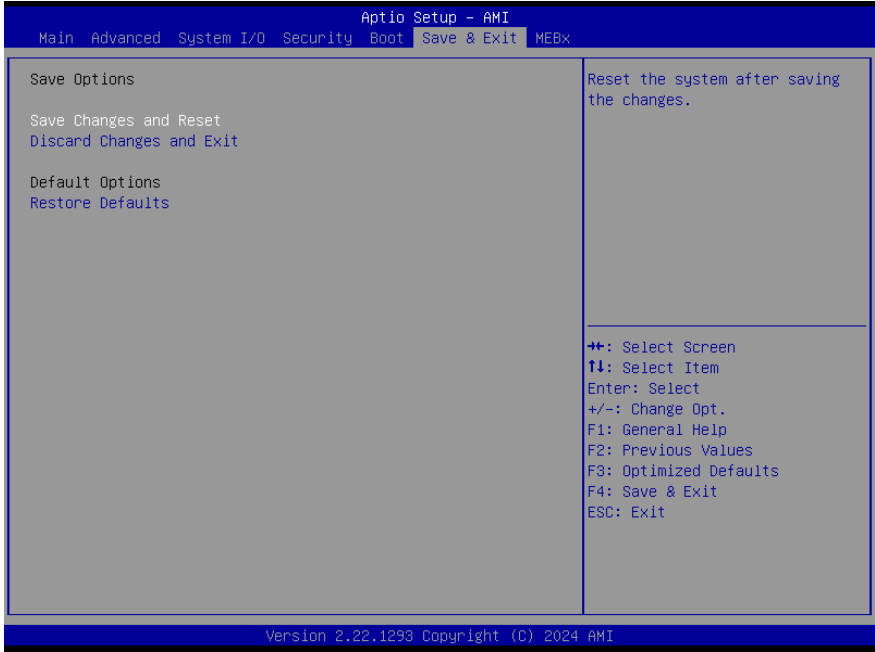 Aptio Setup – AMI
Main Advanced System I/O Security Boot Save & Exit MEBx
Save Options
Save Changes and Reset
Discard Changes and Exit
Default Options
Restore Defaults
Reset the system after saving
the changes.
→←: Select Screen
↑↓: Select Item
Enter: Select
+/-: Change Opt.
F1: General Help
F2: Previous Values
F3: Optimized Defaults
F4: Save & Exit
ESC: Exit
Version 2.22.1293 Copyright (C) 2024 AMI